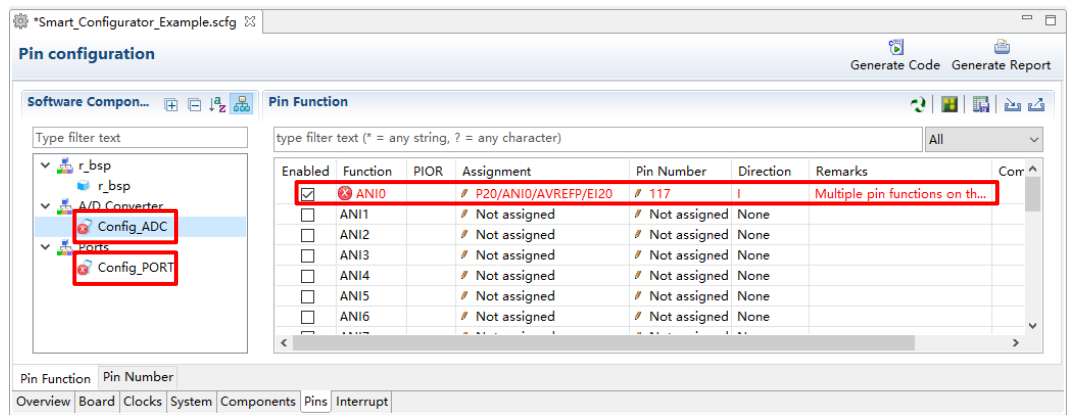 *Smart_Configurator_Example.scfg
Pin configuration
Generate Code Generate Report
Software Compon...
Pin Function
Type filter text
type filter text (* = any string, ? = any character)
All
r_bsp
r_bsp
A/D Converter
Config_ADC
Ports
Config_PORT
Enabled Function PIOR Assignment Pin Number Direction Remarks Com
ANI0 P20/ANI0/AVREFP/EI20 117 I Multiple pin functions on th...
ANI1 Not assigned Not assigned None
ANI2 Not assigned Not assigned None
ANI3 Not assigned Not assigned None
ANI4 Not assigned Not assigned None
ANI5 Not assigned Not assigned None
ANI6 Not assigned Not assigned None
Pin Function Pin Number
Overview Board Clocks System Components Pins Interrupt